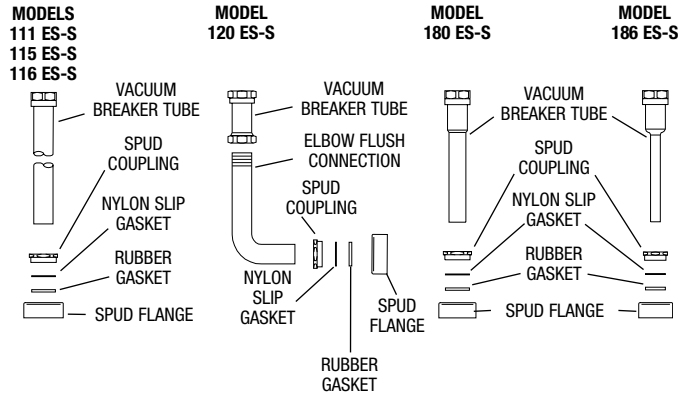 MODELS
111 ES-S
115 ES-S
116 ES-S
VACUUM
BREAKER TUBE
SPUD
COUPLING
NYLON SLIP
GASKET
RUBBER
GASKET
SPUD FLANGE
MODEL
120 ES-S
VACUUM
BREAKER TUBE
ELBOW FLUSH
CONNECTION
SPUD
COUPLING
NYLON
SLIP
GASKET
SPUD
FLANGE
RUBBER
GASKET
MODEL
180 ES-S
MODEL
186 ES-S
VACUUM
BREAKER TUBE
SPUD
COUPLING
NYLON SLIP
GASKET
RUBBER
GASKET
SPUD FLANGE